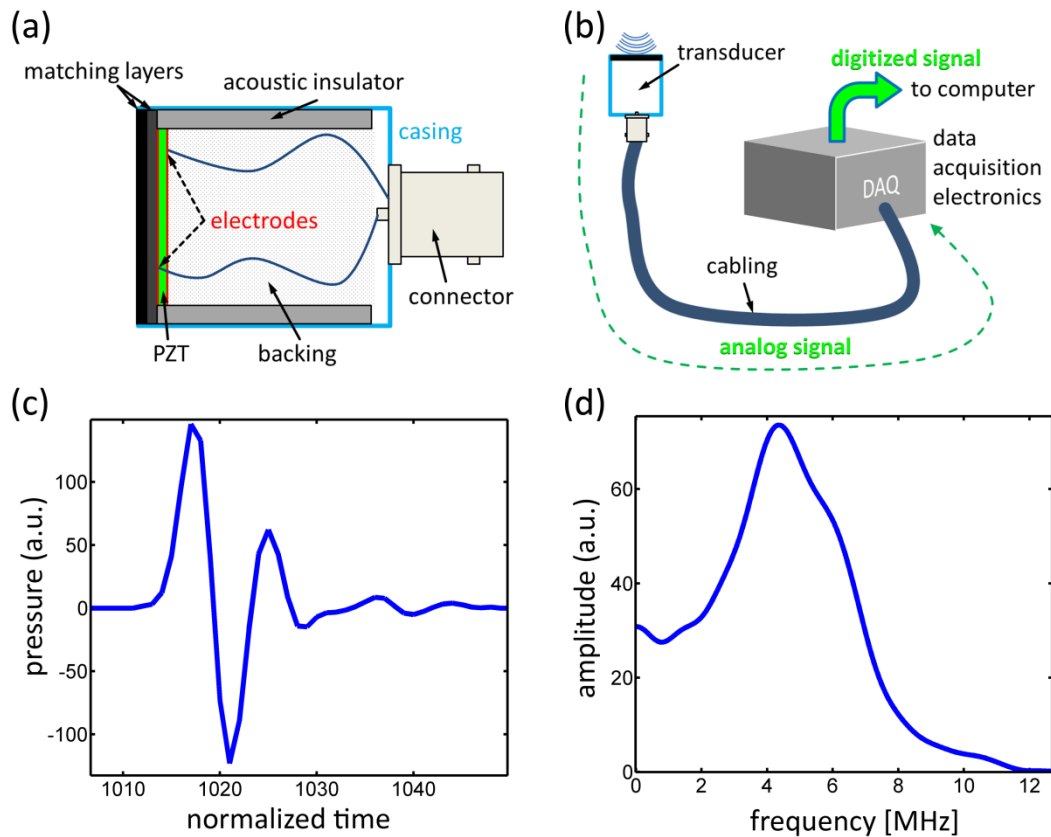 (a)
matching layers
acoustic insulator
casing
electrodes
connector
PZT
backing
(b)
transducer
digitized signal
to computer
data
acquisition
electronics
DAQ
cabling
analog signal
(c)
pressure (a.u.)
100
50
0
-50
-100
1010
1020
1030
1040
normalized time
(d)
amplitude (a.u.)
60
40
20
0
0
2
4
6
8
10
12
frequency [MHz]